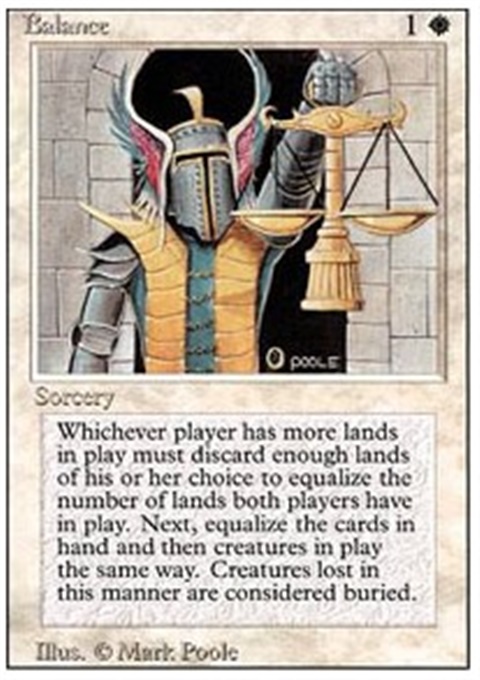 Balance 1
POOLE
Sorcery
Whichever player has more lands
in play must discard enough lands
of his or her choice to equalize the
number of lands both players have
in play. Next, equalize the cards in
hand and then creatures in play
the same way. Creatures lost in
this manner are considered buried.
Illus. © Mark Poole